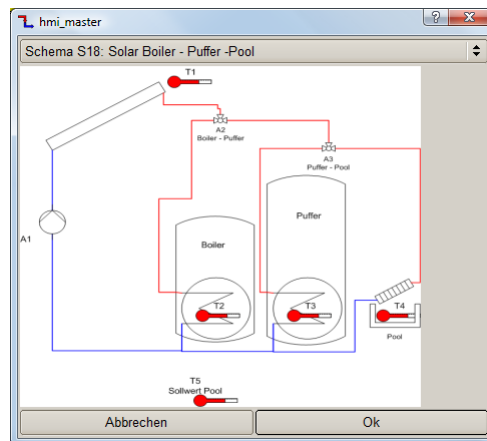 hmi_master
Schema S18: Solar Boiler - Puffer -Pool
T1
A2
Boiler - Puffer
A3
Puffer - Pool
Puffer
A1
Boiler
T2
T3
T4
Pool
T5
Sollwert Pool
Abbrechen
Ok